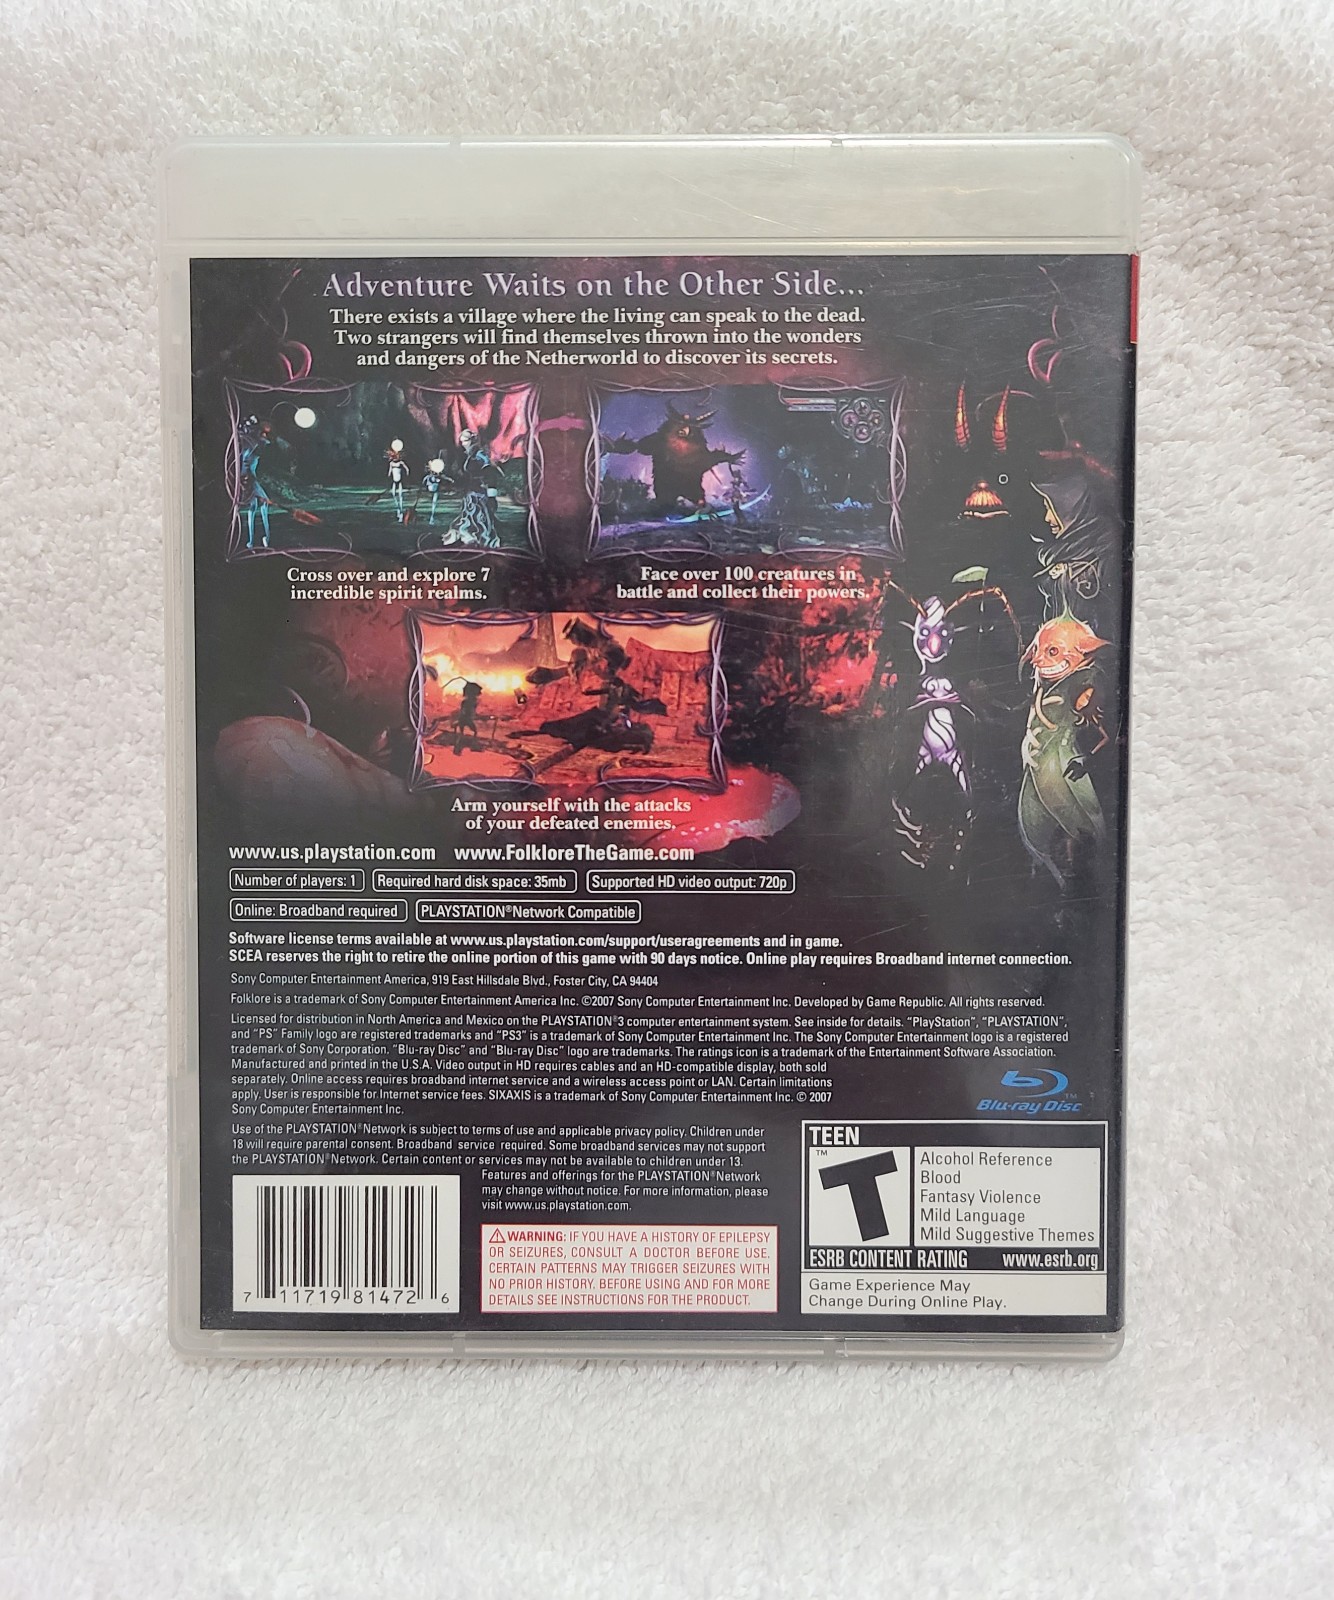 Adventure Waits on the Other Side...
There exists a village where the living can speak to the dead.
Two strangers will find themselves thrown into the wonders
and dangers of the Netherworld to discover its secrets.
Cross over and explore 7
incredible spirit realms.
Face over 100 creatures in
battle and collect their powers.
Arm yourself with the attacks
of your defeated enemies.
www.us.playstation.com www.FolkloreTheGame.com
Number of players: 1 Required hard disk space: 35mb Supported HD video output: 720p
Online: Broadband required PLAYSTATION®Network Compatible
Software license terms available at www.us.playstation.com/support/useragreements and in game.
SCEA reserves the right to retire the online portion of this game with 90 days notice. Online play requires Broadband internet connection.
Sony Computer Entertainment America, 919 East Hillsdale Blvd., Foster City, CA 94404
Folklore is a trademark of Sony Computer Entertainment America Inc. ©2007 Sony Computer Entertainment Inc. Developed by Game Republic. All rights reserved.
Licensed for distribution in North America and Mexico on the PLAYSTATION®3 computer entertainment system. See inside for details. "PlayStation", "PLAYSTATION",
and "PS" Family logo are registered trademarks and "PS3" is a trademark of Sony Computer Entertainment Inc. The Sony Computer Entertainment logo is a registered
trademark of Sony Corporation. "Blu-ray Disc" and "Blu-ray Disc" logo are trademarks. The ratings icon is a trademark of the Entertainment Software Association.
Manufactured and printed in the U.S.A. Video output in HD requires cables and an HD-compatible display, both sold
separately. Online access requires broadband internet service and a wireless access point or LAN. Certain limitations
apply. User is responsible for Internet service fees. SIXAXIS is a trademark of Sony Computer Entertainment Inc. © 2007
Sony Computer Entertainment Inc.
Blu-ray Disc™
Use of the PLAYSTATION®Network is subject to terms of use and applicable privacy policy. Children under
18 will require parental consent. Broadband service required. Some broadband services may not support
the PLAYSTATION®Network. Certain content or services may not be available to children under 13.
Features and offerings for the PLAYSTATION®Network
may change without notice. For more information, please
visit www.us.playstation.com.
7 11719 81472 6
⚠WARNING: IF YOU HAVE A HISTORY OF EPILEPSY
OR SEIZURES, CONSULT A DOCTOR BEFORE USE.
CERTAIN PATTERNS MAY TRIGGER SEIZURES WITH
NO PRIOR HISTORY. BEFORE USING AND FOR MORE
DETAILS SEE INSTRUCTIONS FOR THE PRODUCT.
TEEN
T™
Alcohol Reference
Blood
Fantasy Violence
Mild Language
Mild Suggestive Themes
ESRB CONTENT RATING www.esrb.org
Game Experience May
Change During Online Play.